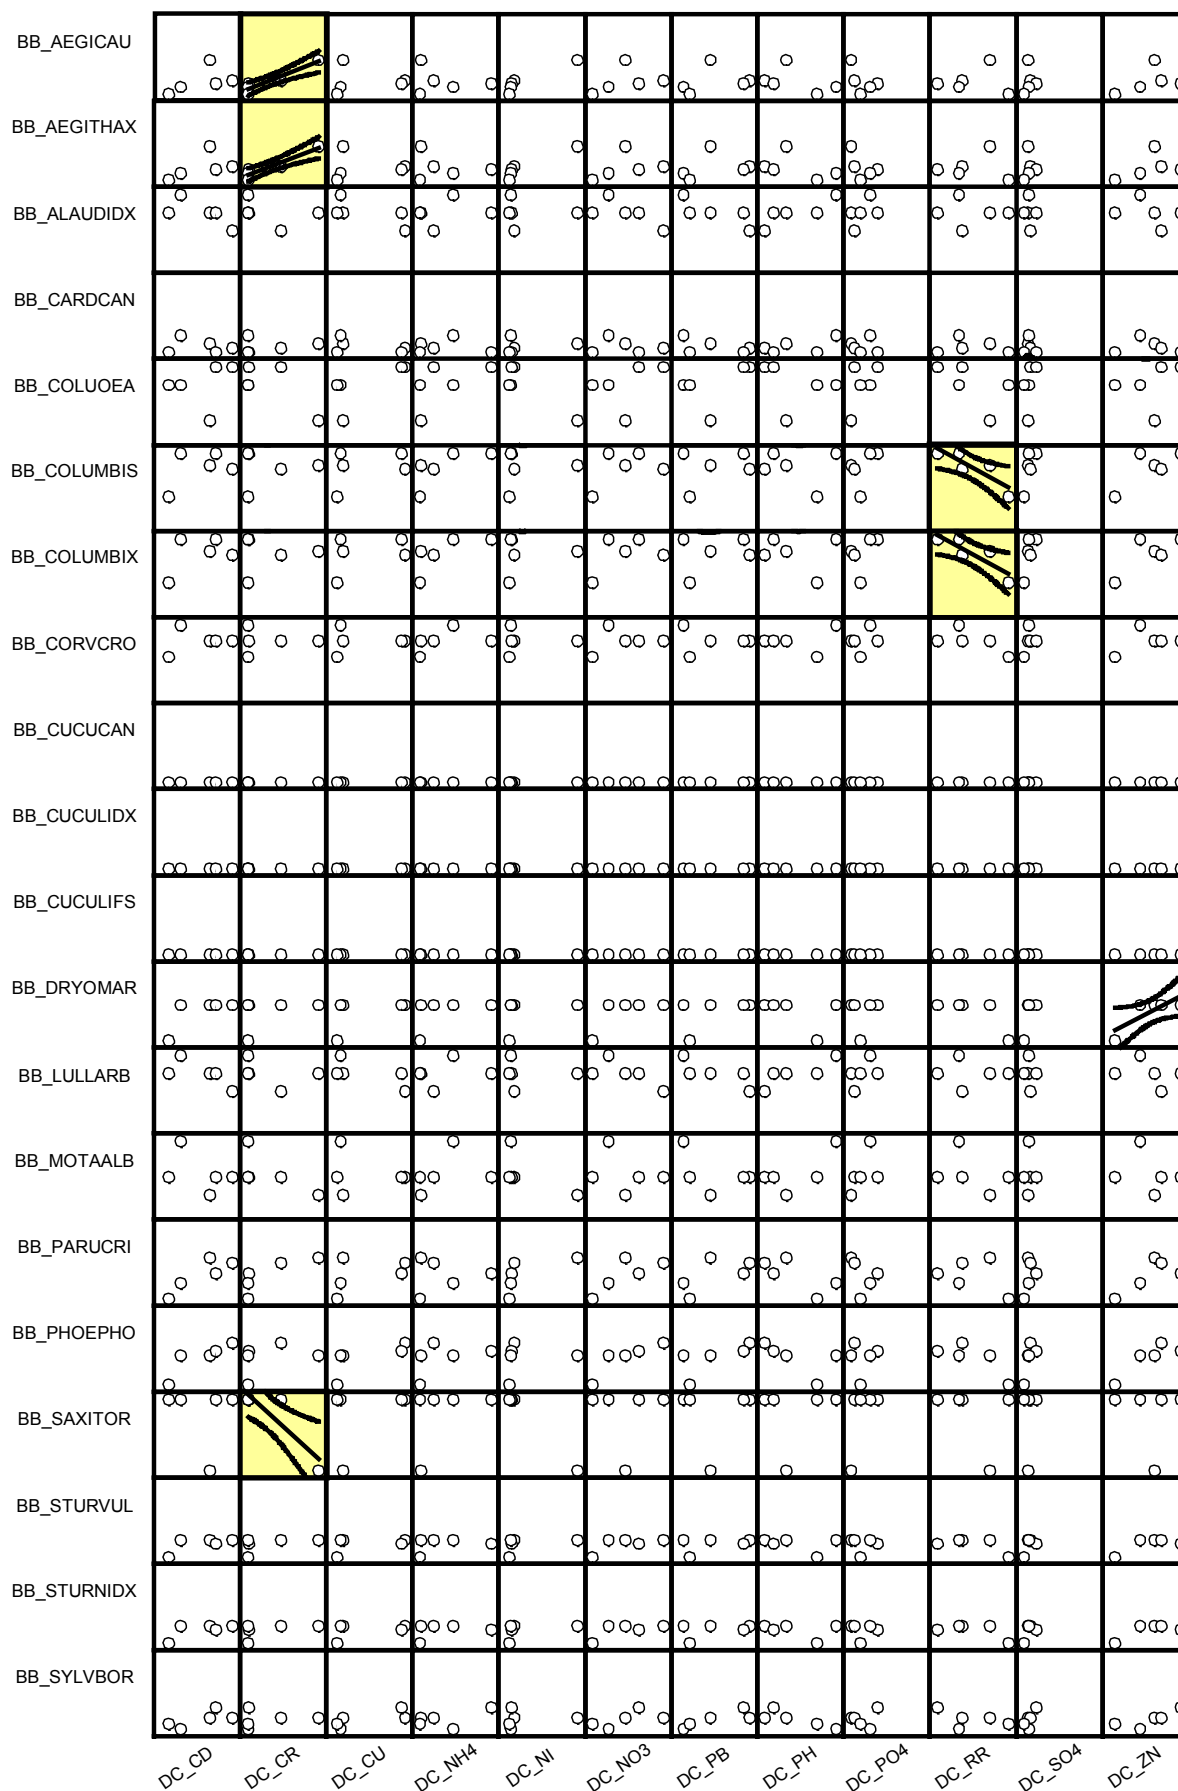 BB_AEGICAU
BB_AEGITHAX
BB_ALAUDIDX
BB_CARDCAN
BB_COLUOEA
BB_COLUMBIS
BB_COLUMBIX
BB_CORVCRO
BB_CUCUCAN
BB_CUCULIDX
BB_CUCULIFS
BB_DRYOMAR
BB_LULLARB
BB_MOTAALB
BB_PARUCRI
BB_PHOEPHO
BB_SAXITOR
BB_STURVUL
BB_STURNIDX
BB_SYLVBOR
DC_CD DC_CR DC_CU DC_NH4 DC_NI DC_NO3 DC_PB DC_PH DC_PO4 DC_RR DC_SO4 DC_ZN